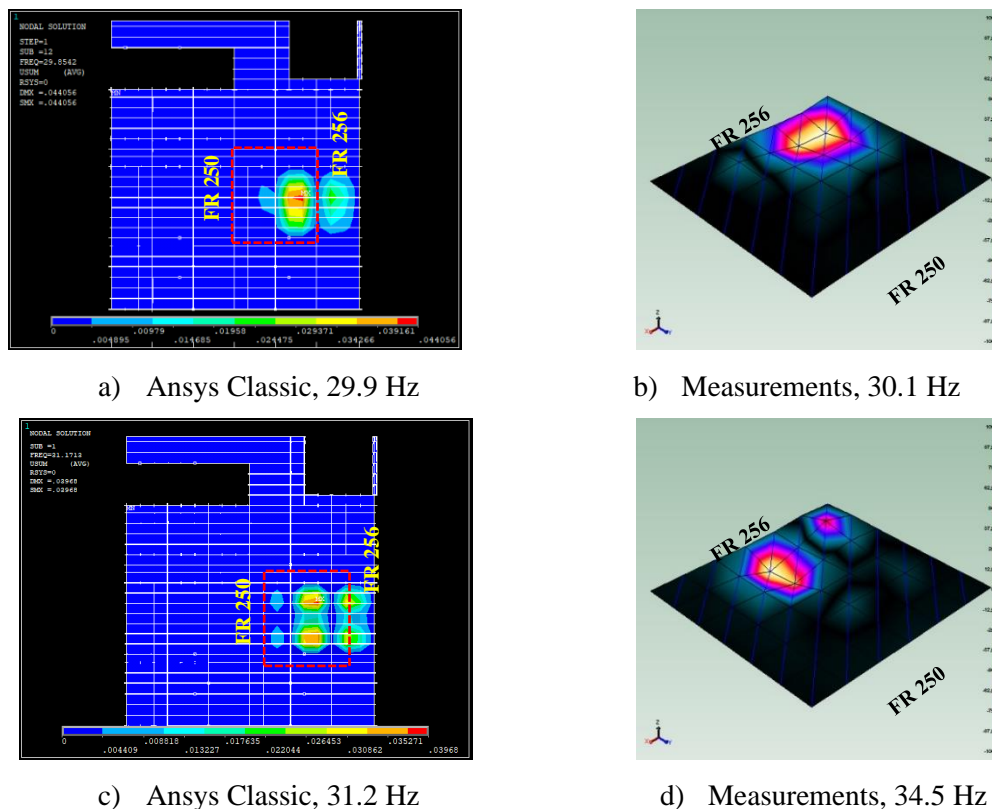 1
NODAL SOLUTION
STEP=1
SUB =12
FREQ=29.8542
USUM (AVG)
RSYS=0
DMX =.044056
SMX =.044056
MN
FR 250
FR 256
0 .00979 .01958 .029371 .039161
.004895 .014685 .024475 .034266 .044056
a) Ansys Classic, 29.9 Hz
FR 256
FR 250
Z
b) Measurements, 30.1 Hz
1
NODAL SOLUTION
SUB =1
FREQ=31.1713
USUM (AVG)
RSYS=0
DMX =.03968
SMX =.03968
MN
FR 250
FR 256
0 .008818 .017635 .026453 .035271
.004409 .013227 .022044 .030862 .03968
c) Ansys Classic, 31.2 Hz
FR 256
FR 250
Z
d) Measurements, 34.5 Hz